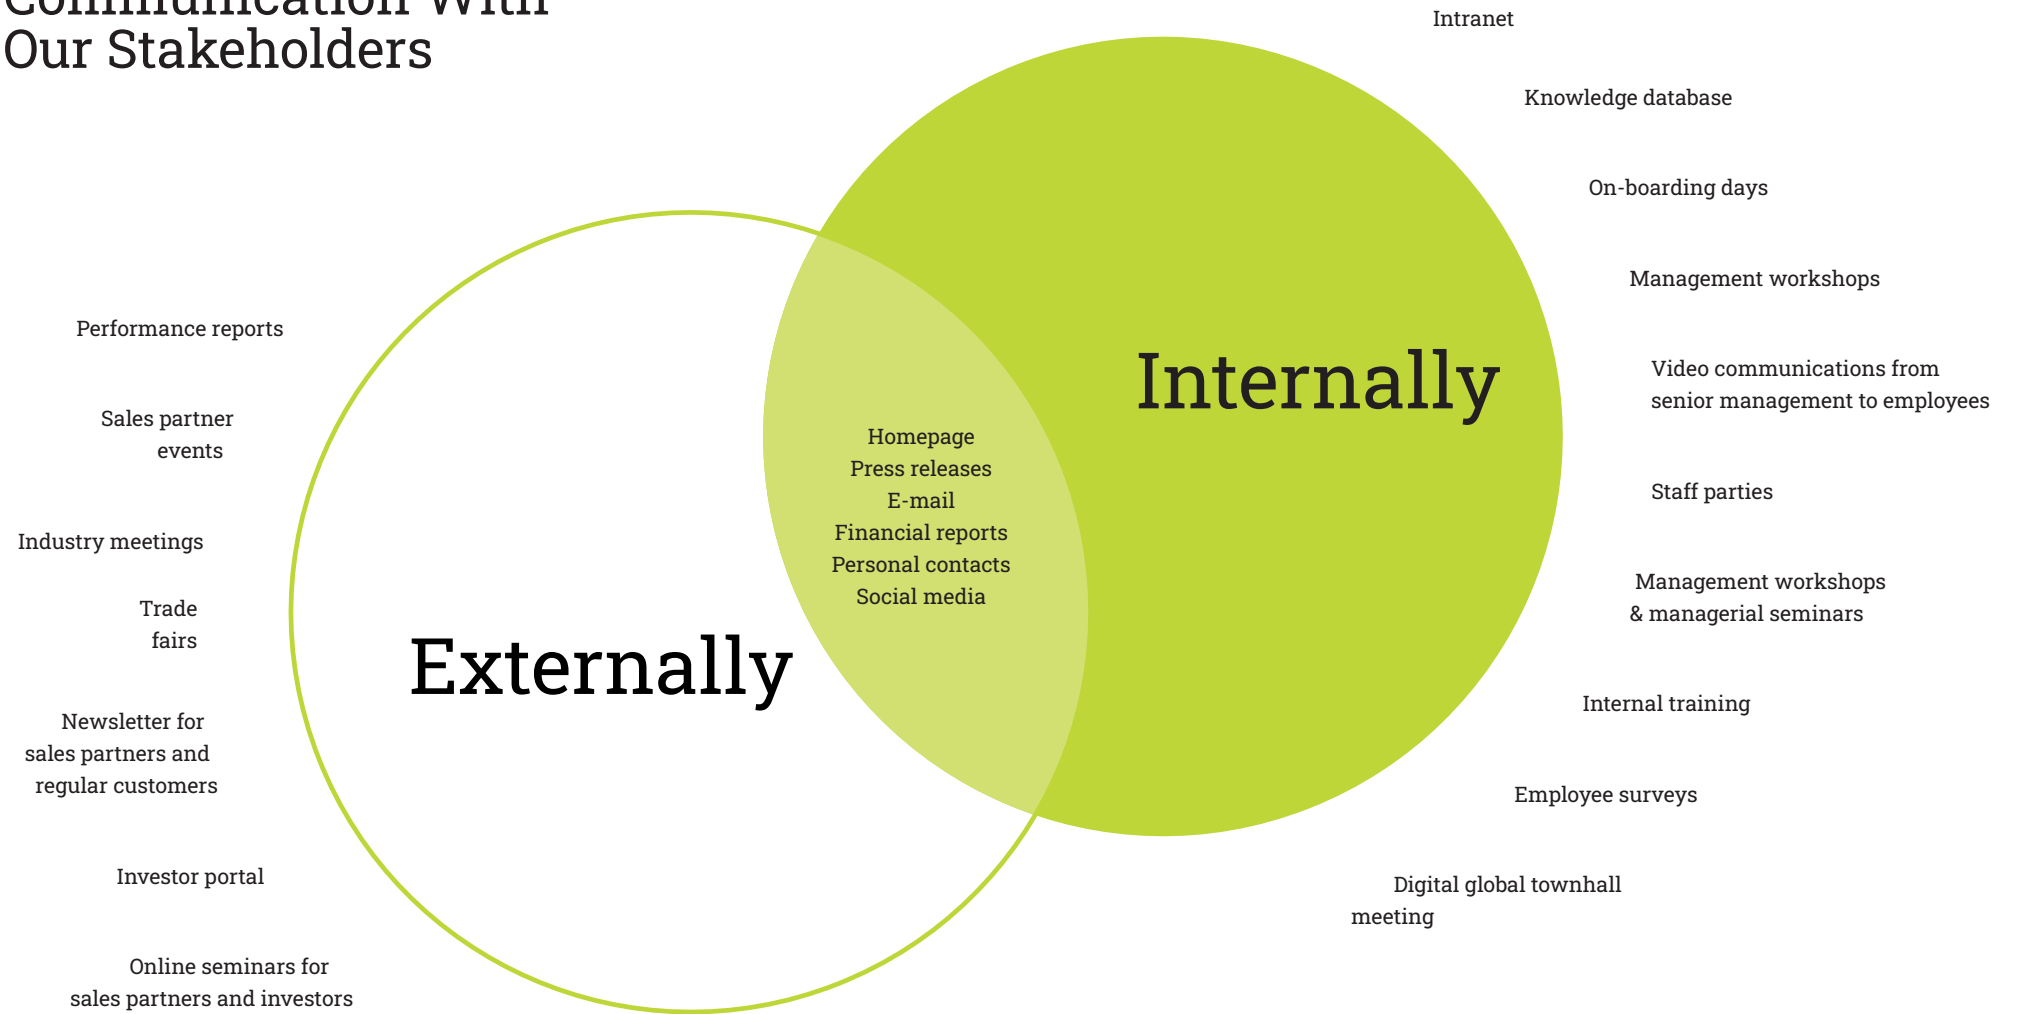 Communication With
Our Stakeholders
Performance reports
Sales partner
events
Industry meetings
Trade
fairs
Newsletter for
sales partners and
regular customers
Investor portal
Online seminars for
sales partners and investors
Externally
Homepage
Press releases
E-mail
Financial reports
Personal contacts
Social media
Internally
Intranet
Knowledge database
On-boarding days
Management workshops
Video communications from
senior management to employees
Staff parties
Management workshops
& managerial seminars
Internal training
Employee surveys
Digital global townhall
meeting